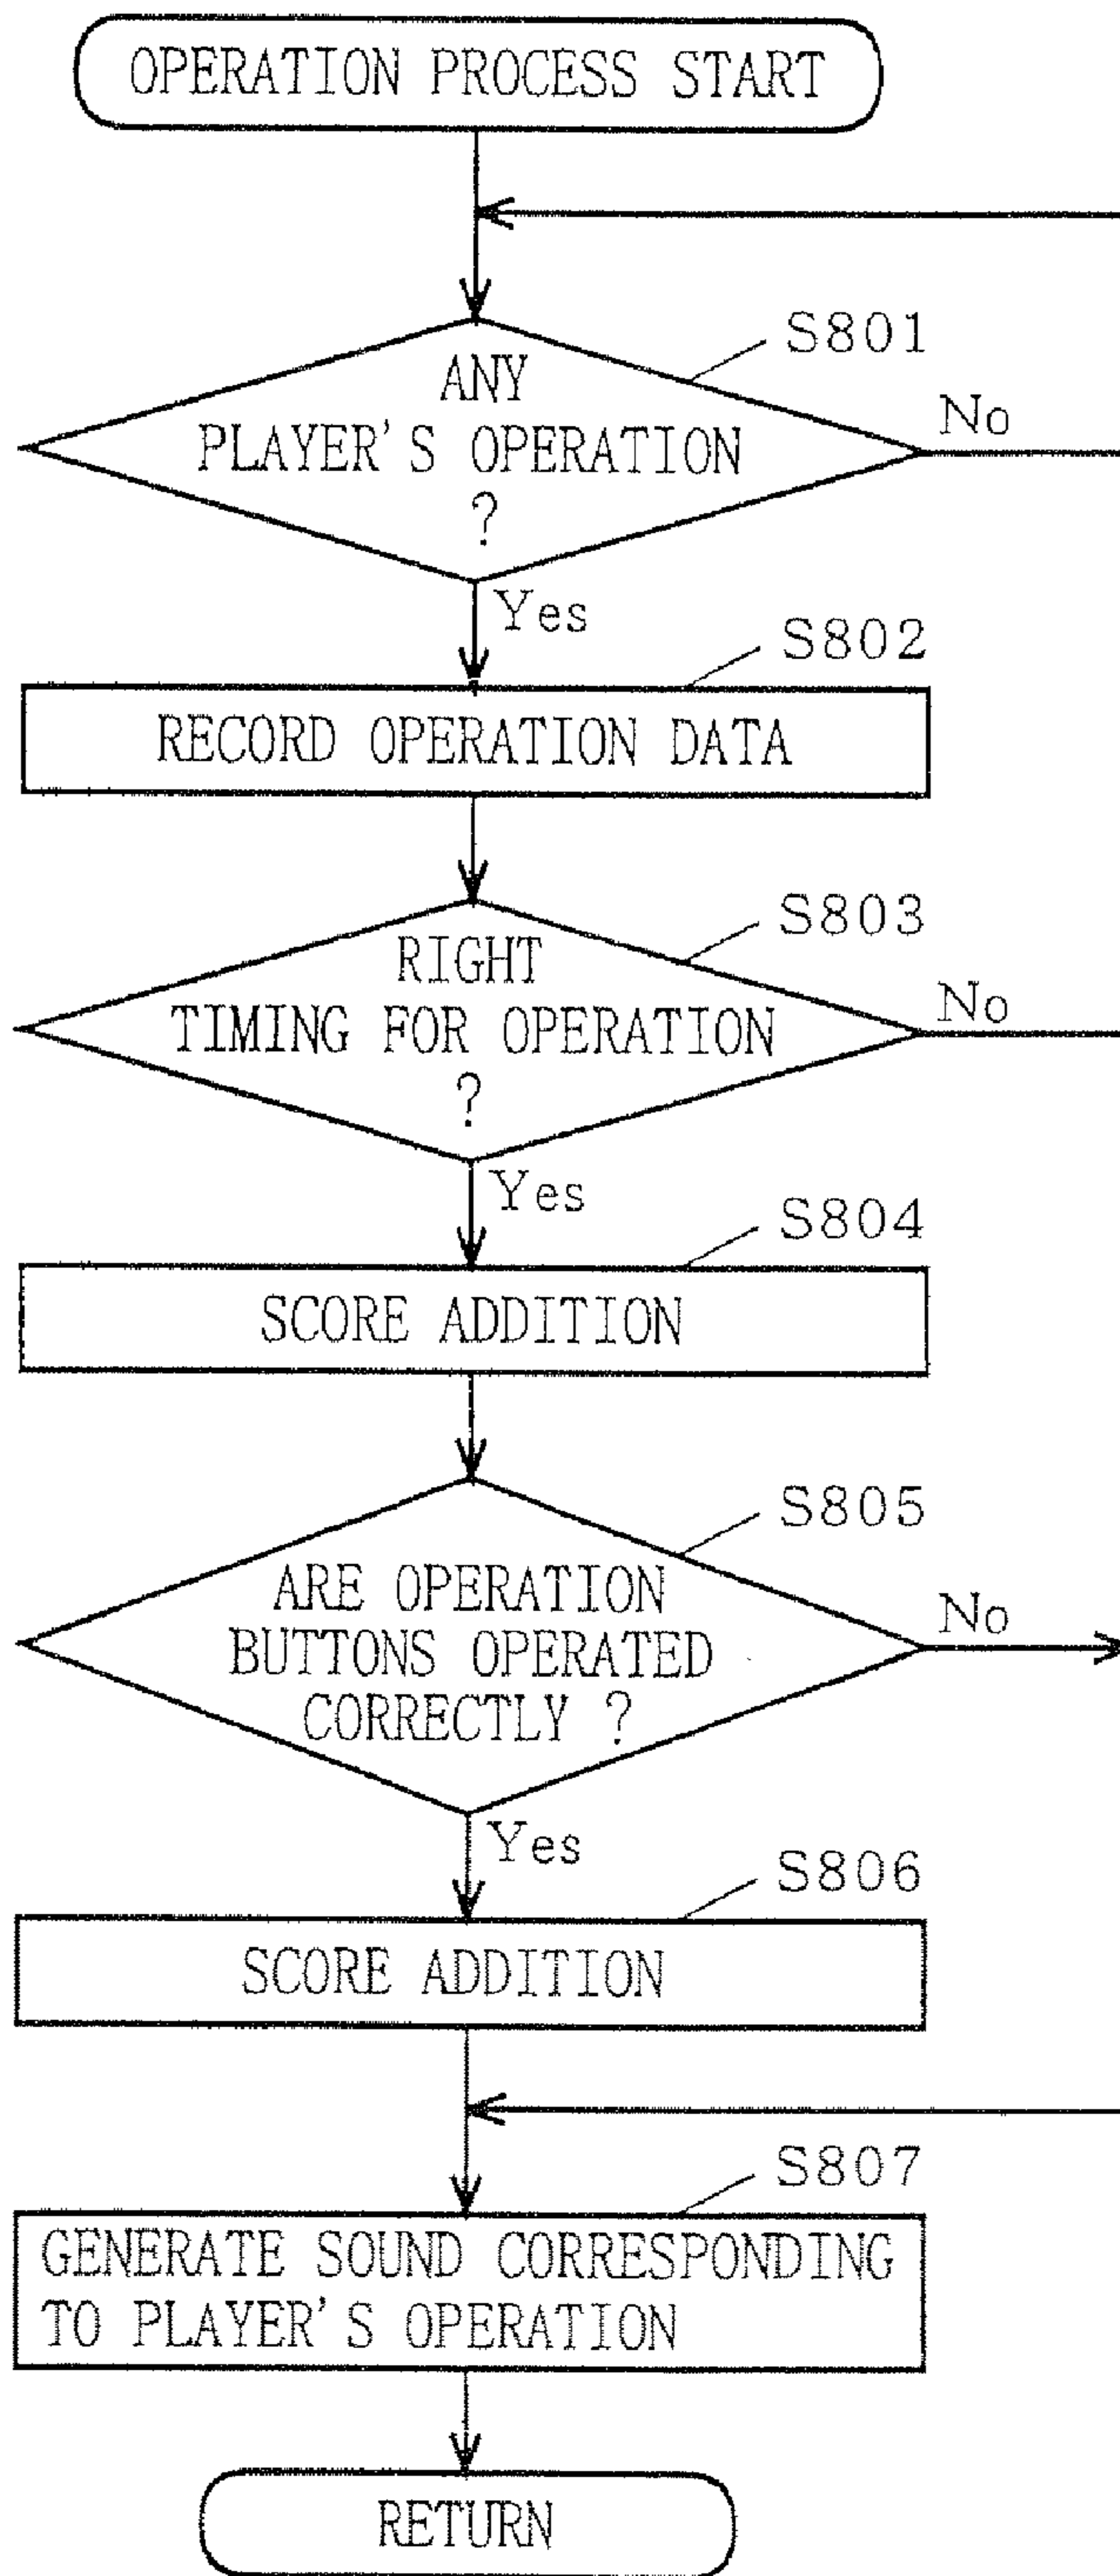 OPERATION PROCESS START
S801
ANY
PLAYER'S OPERATION
?
No
Yes
S802
RECORD OPERATION DATA
S803
RIGHT
TIMING FOR OPERATION
?
No
Yes
S804
SCORE ADDITION
S805
ARE OPERATION
BUTTONS OPERATED
CORRECTLY ?
No
Yes
S806
SCORE ADDITION
S807
GENERATE SOUND CORRESPONDING
TO PLAYER'S OPERATION
RETURN